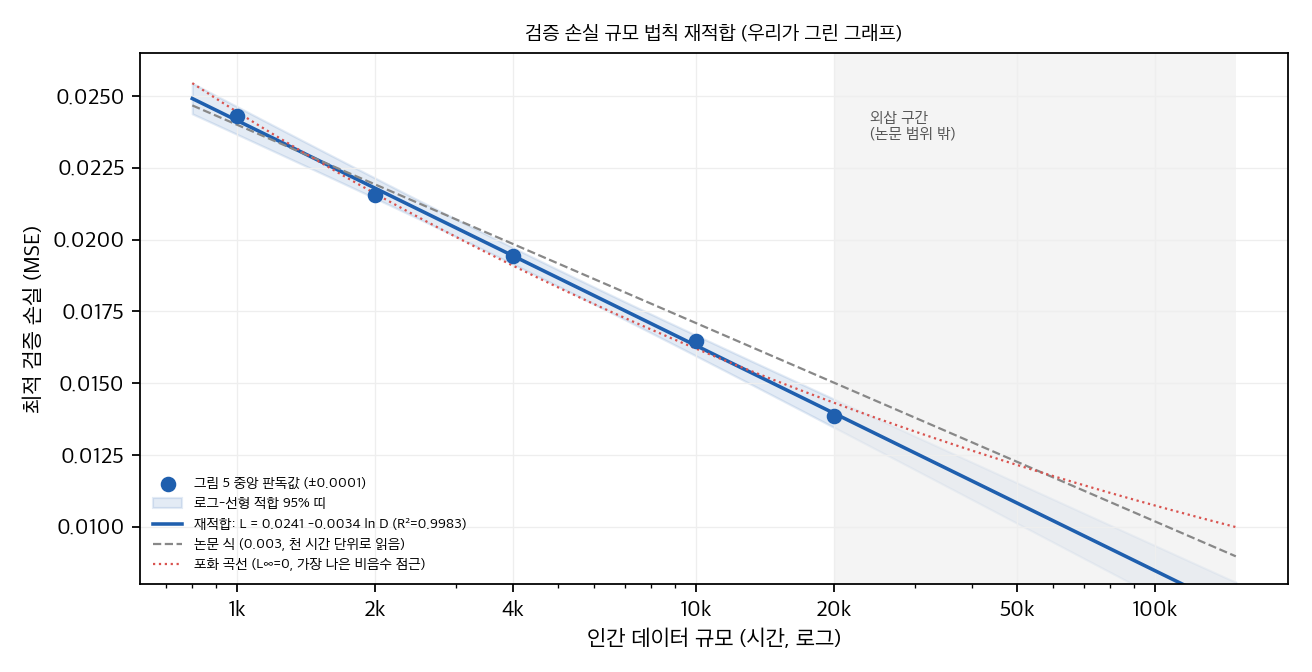 검증 손실 규모 법칙 재적합 (우리가 그린 그래프)
최적 검증 손실 (MSE)
0.0250
0.0225
0.0200
0.0175
0.0150
0.0125
0.0100
외삽 구간
(논문 범위 밖)
그림 5 중앙 판독값 (±0.0001)
로그-선형 적합 95% 띠
재적합: L = 0.0241 -0.0034 ln D (R²=0.9983)
논문 식 (0.003, 천 시간 단위로 읽음)
포화 곡선 (L∞=0, 가장 나은 비음수 점근)
1k
2k
4k
10k
20k
50k
100k
인간 데이터 규모 (시간, 로그)